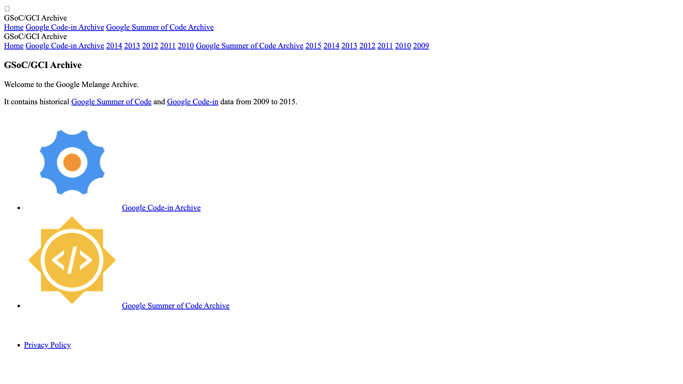 GSoC/GCI Archive
Home Google Code-in Archive Google Summer of Code Archive
GSoC/GCI Archive
Home Google Code-in Archive 2014 2013 2012 2011 2010 Google Summer of Code Archive 2015 2014 2013 2012 2011 2010 2009
GSoC/GCI Archive
Welcome to the Google Melange Archive.
It contains historical Google Summer of Code and Google Code-in data from 2009 to 2015.
Google Code-in Archive
</>
Google Summer of Code Archive
Privacy Policy